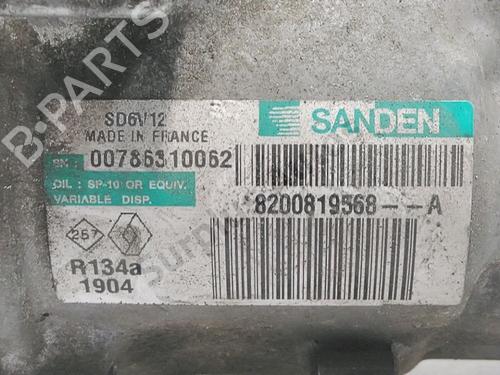 SD6V12
MADE IN FRANCE
SANDEN
SN: 00786310062
OIL : SP-10 OR EQUIV.
VARIABLE DISP.
8200819568--A
257
R134a
1904
B-PARTS